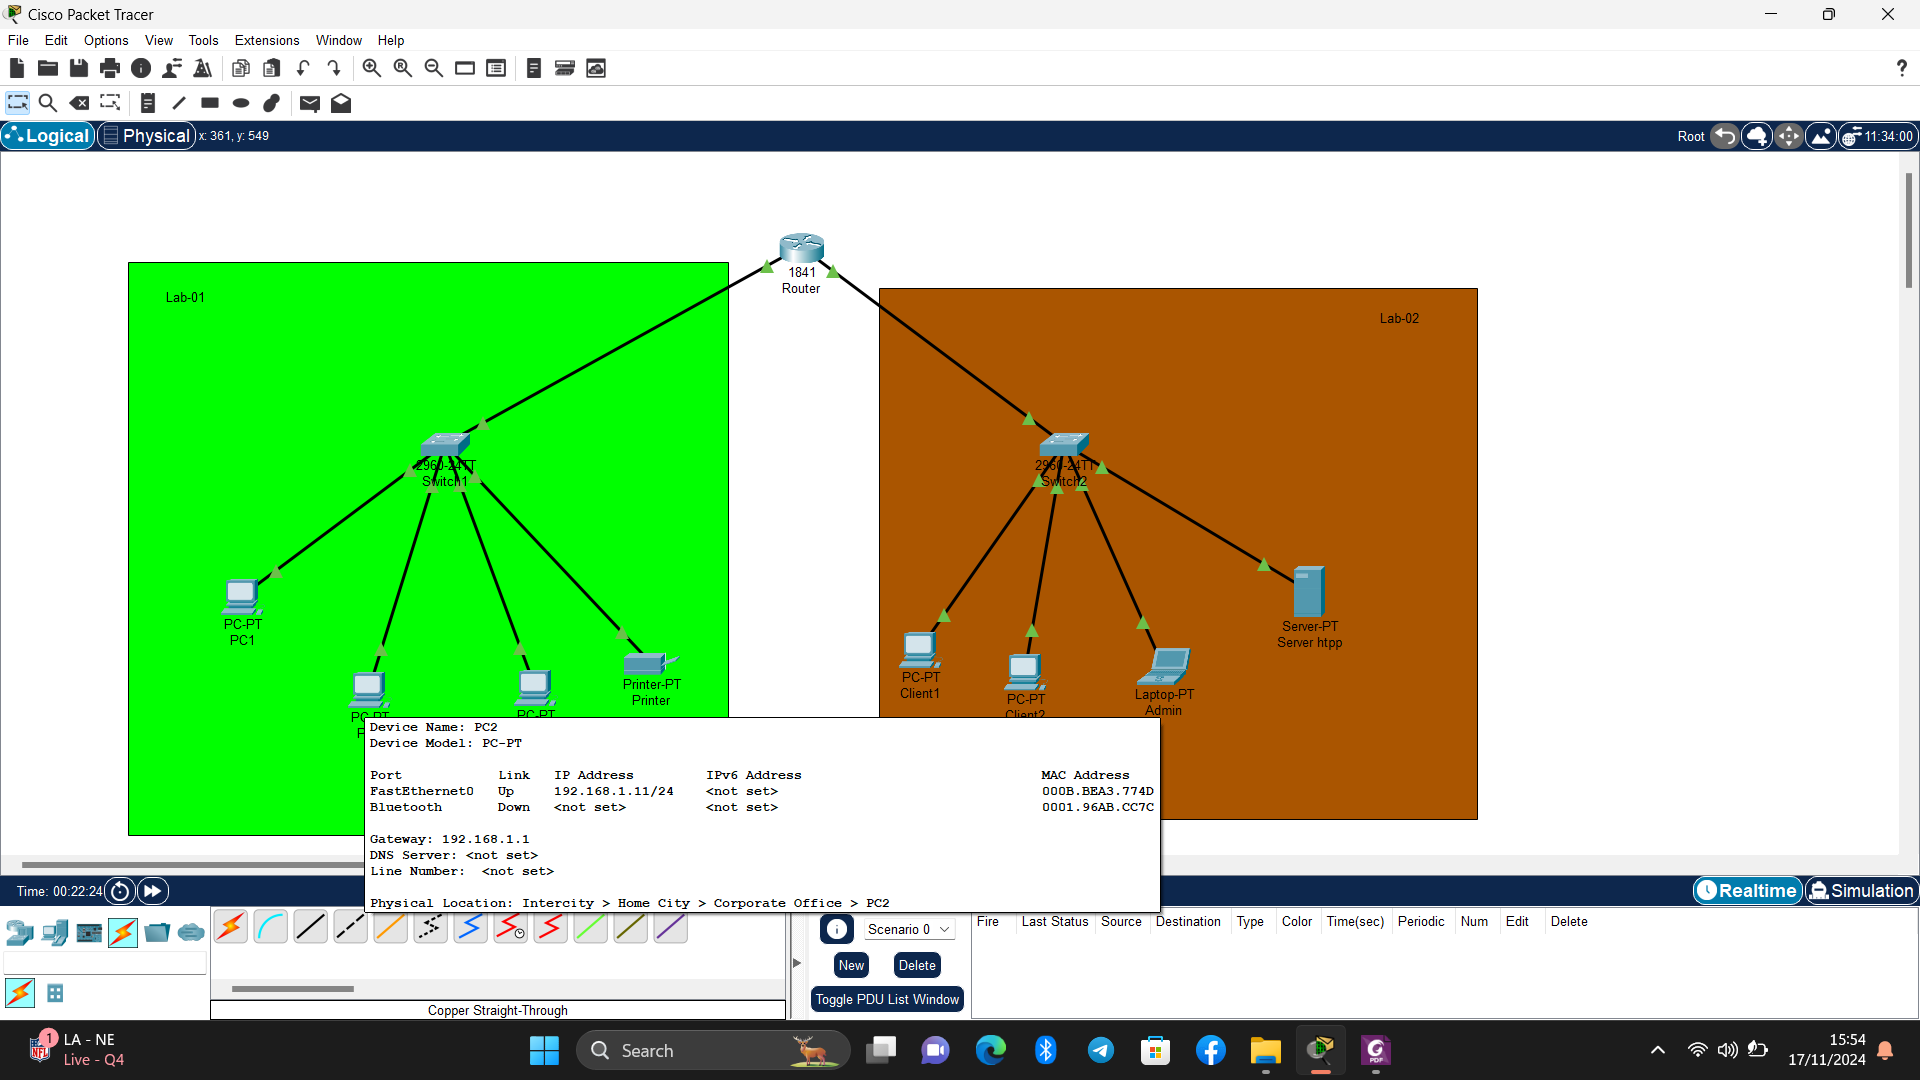 Cisco Packet Tracer
File Edit Options View Tools Extensions Window Help
Logical Physical x: 361, y: 549 Root 11:34:00
1841
Router
Lab-01
Lab-02
2960-24TT
Switch1
2960-24TT
Switch2
PC-PT
PC1
Server-PT
Server htpp
PC-PT
Client1
Printer-PT
Printer
PC-PT
Client2
Laptop-PT
Admin
PC-PT
PC-PT
Device Name: PC2
Device Model: PC-PT
Port Link IP Address IPv6 Address MAC Address
FastEthernet0 Up 192.168.1.11/24 <not set> 000B.BEA3.774D
Bluetooth Down <not set> <not set> 0001.96AB.CC7C
Gateway: 192.168.1.1
DNS Server: <not set>
Line Number: <not set>
Physical Location: Intercity > Home City > Corporate Office > PC2
Time: 00:22:24 Realtime Simulation
Scenario 0
New Delete
Toggle PDU List Window
Fire Last Status Source Destination Type Color Time(sec) Periodic Num Edit Delete
Copper Straight-Through
1
NFL
LA - NE
Live - Q4
Search
PDF
15:54
17/11/2024